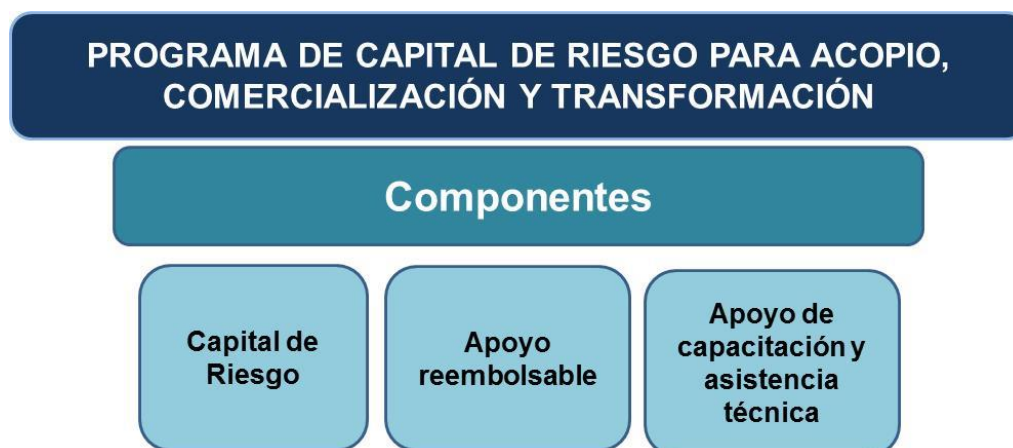 PROGRAMA DE CAPITAL DE RIESGO PARA ACOPIO,
COMERCIALIZACIÓN Y TRANSFORMACIÓN
Componentes
Capital de
Riesgo
Apoyo
reembolsable
Apoyo de
capacitación y
asistencia
técnica